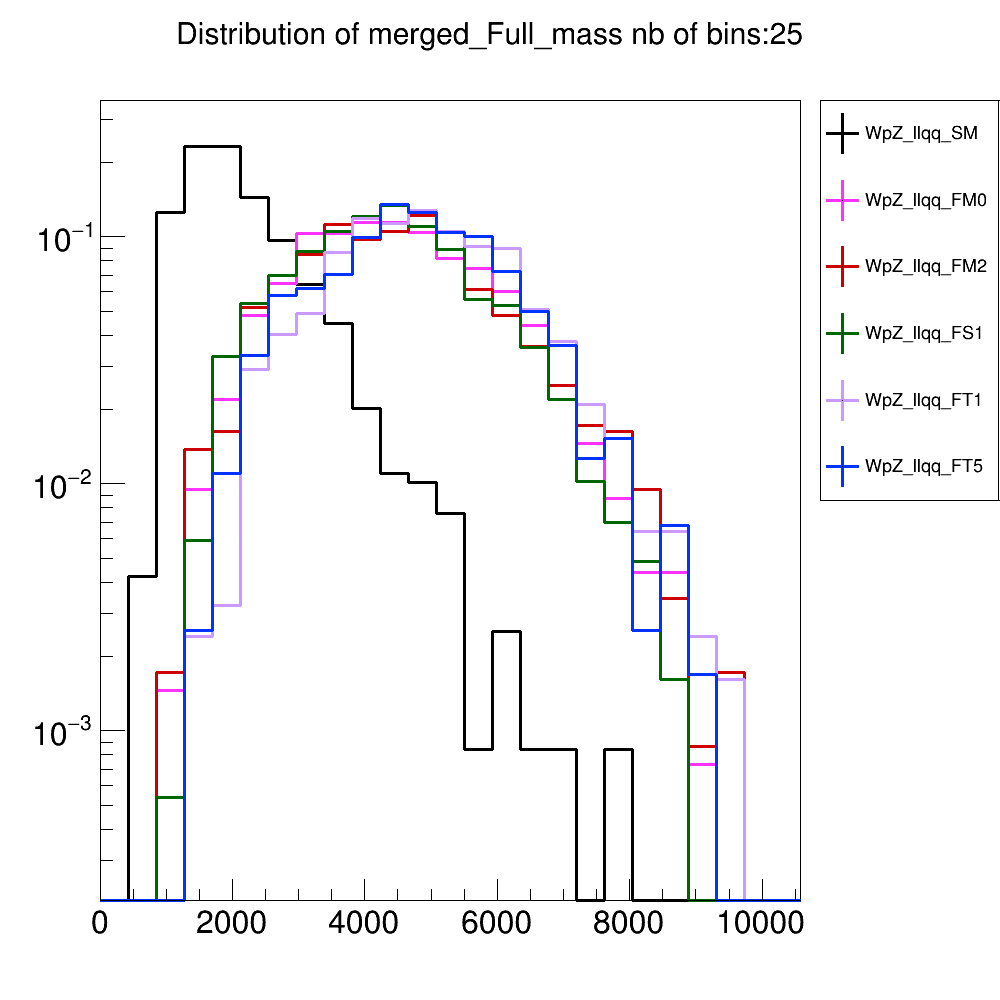 Distribution of merged_Full_mass nb of bins:25
10⁻¹
10⁻²
10⁻³
0 2000 4000 6000 8000 10000
WpZ_llqq_SM
WpZ_llqq_FM0
WpZ_llqq_FM2
WpZ_llqq_FS1
WpZ_llqq_FT1
WpZ_llqq_FT5